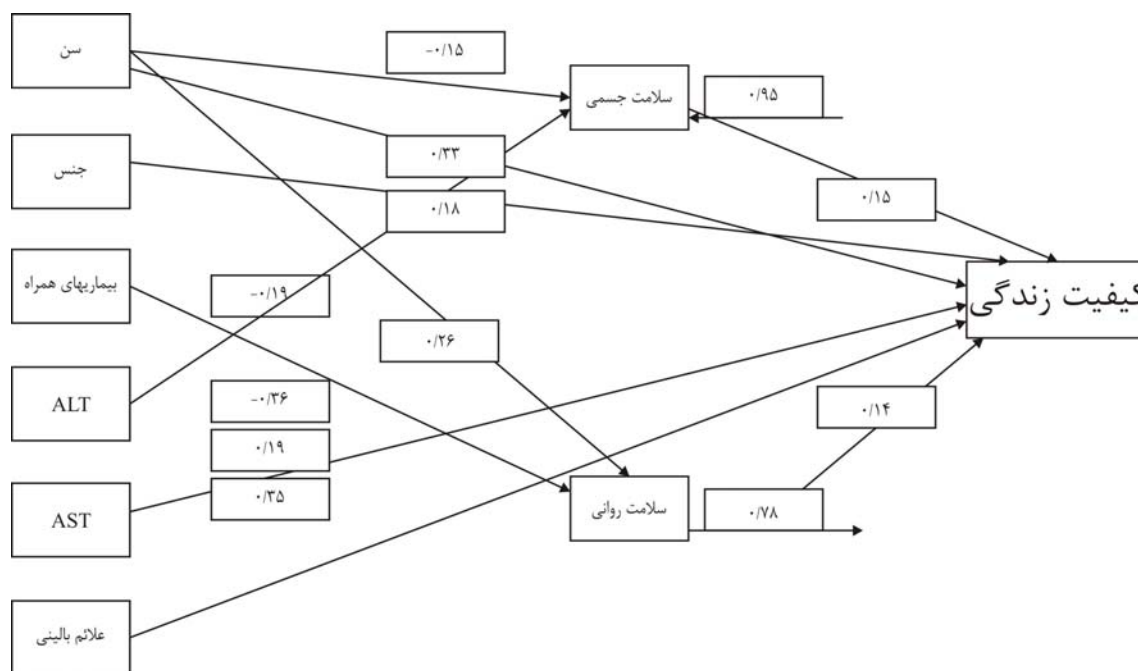 سن
-۰/۱۵
سلامت جسمی
۰/۹۵
جنس
۰/۳۳
۰/۱۸
۰/۱۵
بیماریهای همراه
-۰/۱۹
کیفیت زندگی
۰/۲۶
ALT
-۰/۳۶
۰/۱۴
۰/۱۹
۰/۳۵
AST
سلامت روانی
۰/۷۸
علائم بالینی